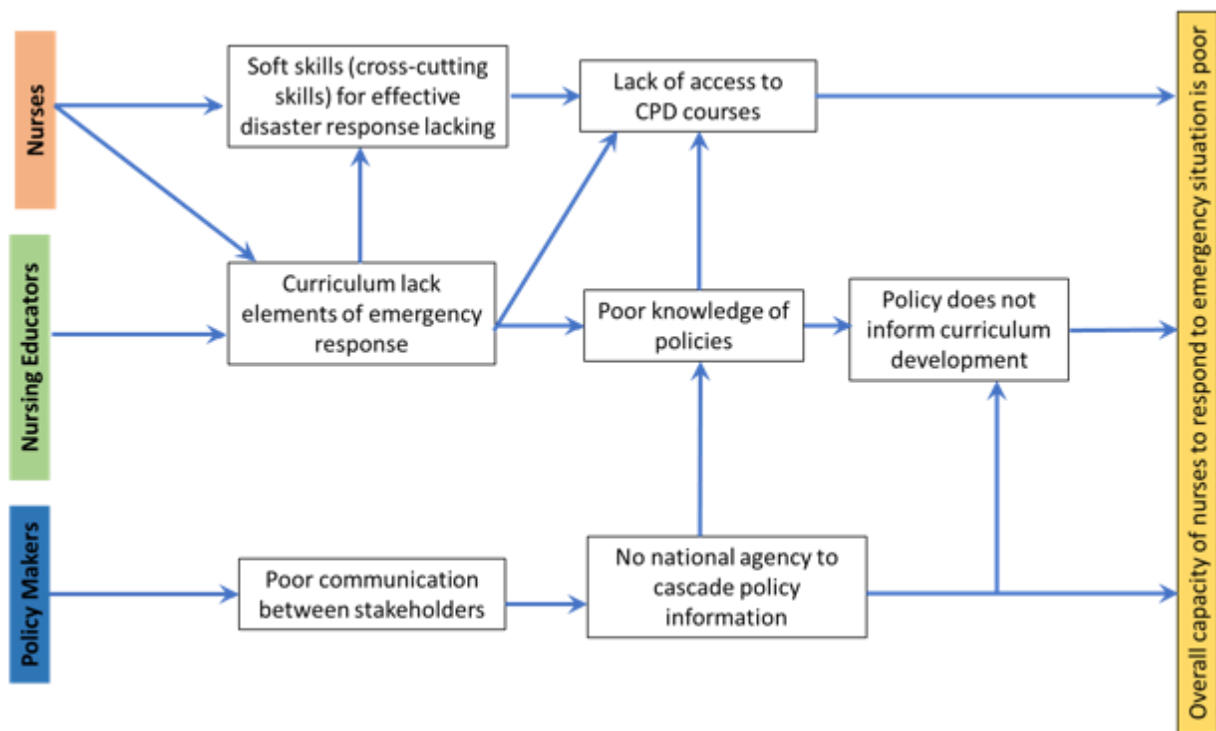 Nurses
Soft skills (cross-cutting
skills) for effective
disaster response lacking
Lack of access to
CPD courses
Nursing Educators
Curriculum lack
elements of emergency
response
Poor knowledge of
policies
Policy does not
inform curriculum
development
Policy Makers
Poor communication
between stakeholders
No national agency to
cascade policy
information
Overall capacity of nurses to respond to emergency situation is poor